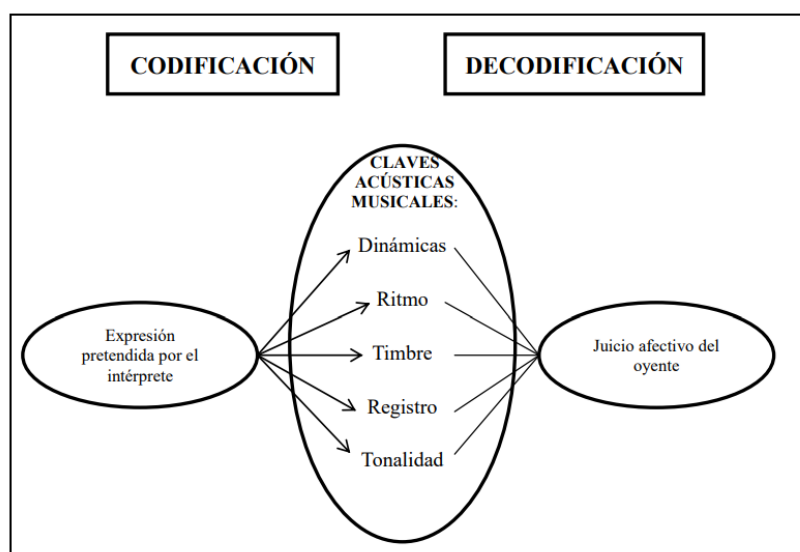 CODIFICACIÓN
DECODIFICACIÓN
CLAVES
ACÚSTICAS
MUSICALES:
Dinámicas
Ritmo
Timbre
Registro
Tonalidad
Expresión
pretendida por el
intérprete
Juicio afectivo del
oyente